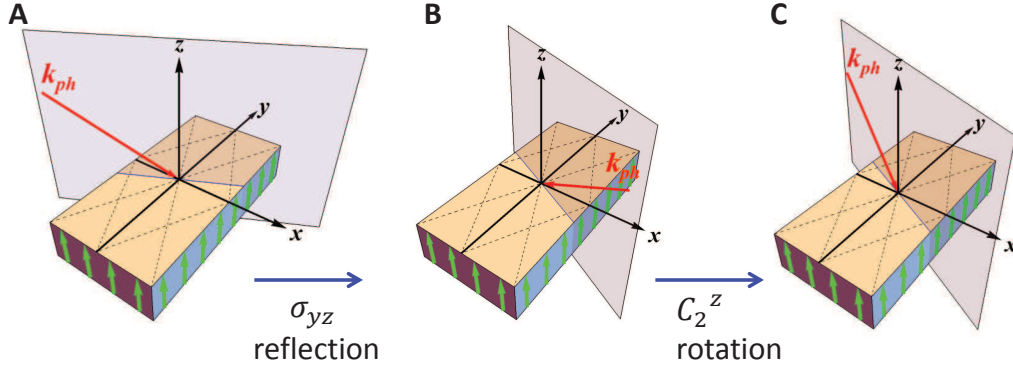 A
B
C
z
k_ph
y
x
z
y
k_ph
x
k_ph
z
y
x
σ_yz
reflection
C_2^z
rotation